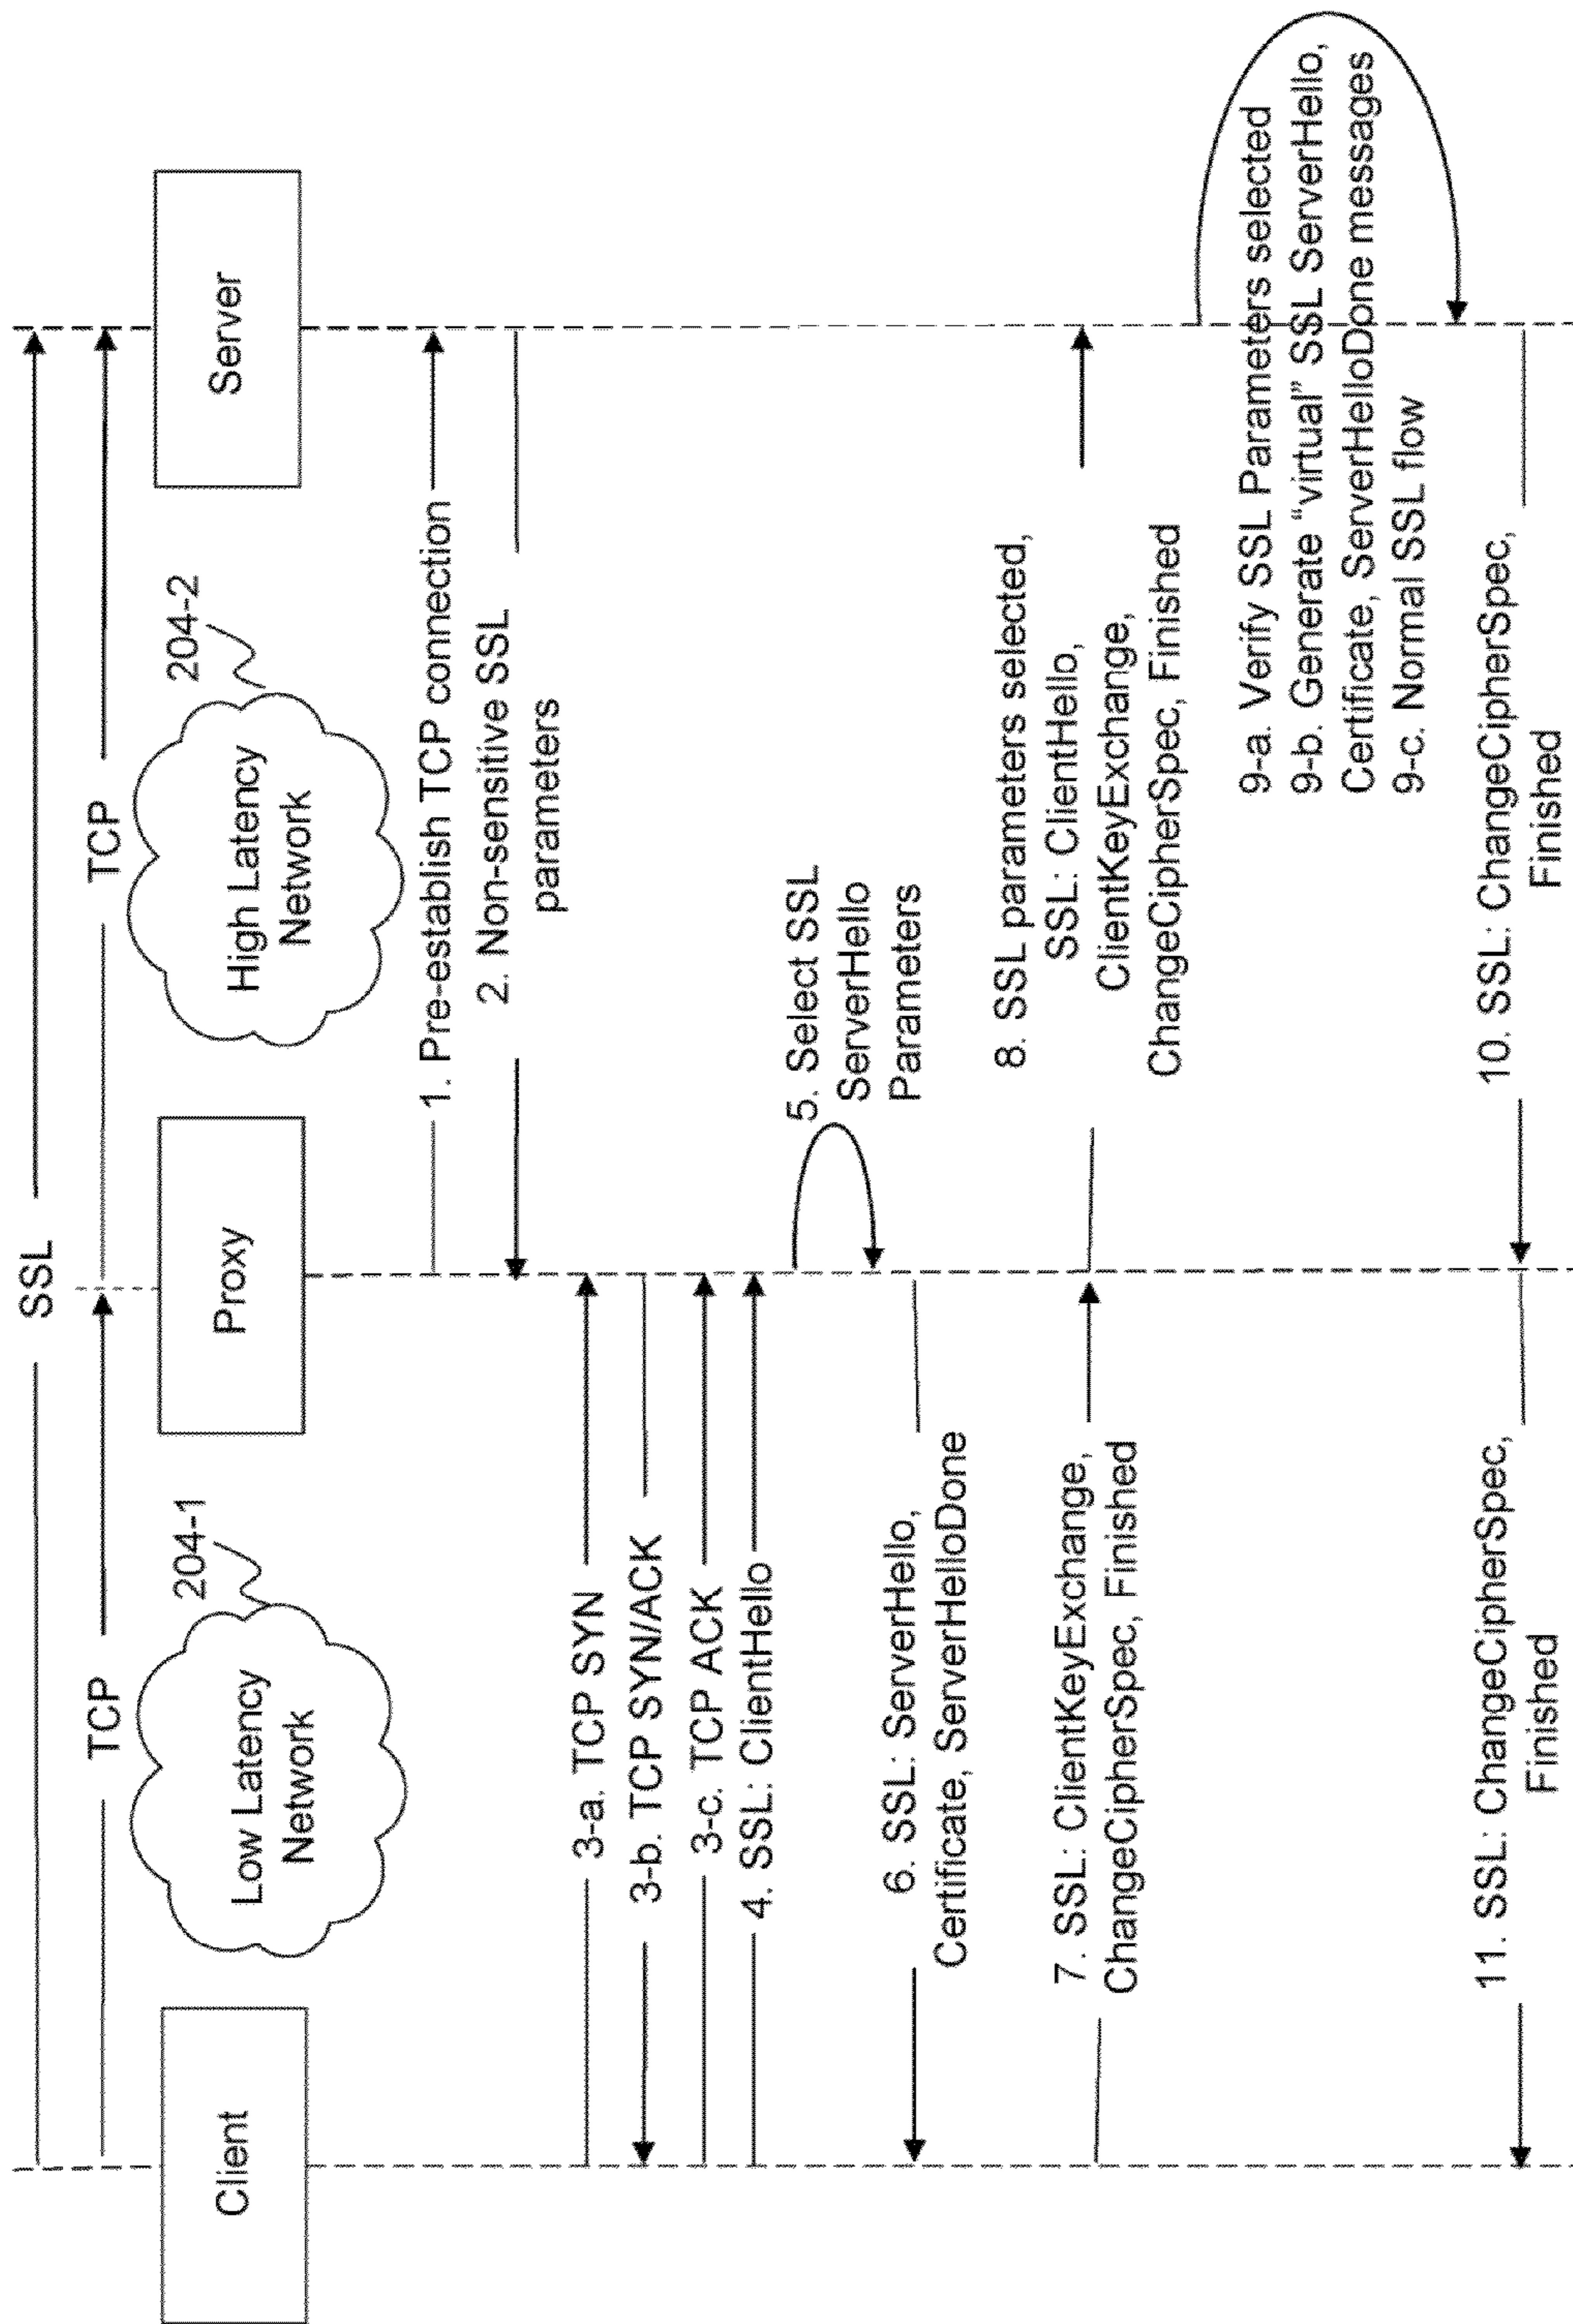 SSL
TCP
TCP
Client
Low Latency
Network
204-1
Proxy
High Latency
Network
204-2
Server
1. Pre-establish TCP connection
2. Non-sensitive SSL
parameters
3-a. TCP SYN
3-b. TCP SYN/ACK
3-c. TCP ACK
4. SSL: ClientHello
5. Select SSL
ServerHello
Parameters
6. SSL: ServerHello,
Certificate, ServerHelloDone
7. SSL: ClientKeyExchange,
ChangeCipherSpec, Finished
8. SSL parameters selected,
SSL: ClientHello,
ClientKeyExchange,
ChangeCipherSpec, Finished
9-a. Verify SSL Parameters selected
9-b. Generate “virtual” SSL ServerHello,
Certificate, ServerHelloDone messages
9-c. Normal SSL flow
10. SSL: ChangeCipherSpec,
Finished
11. SSL: ChangeCipherSpec,
Finished